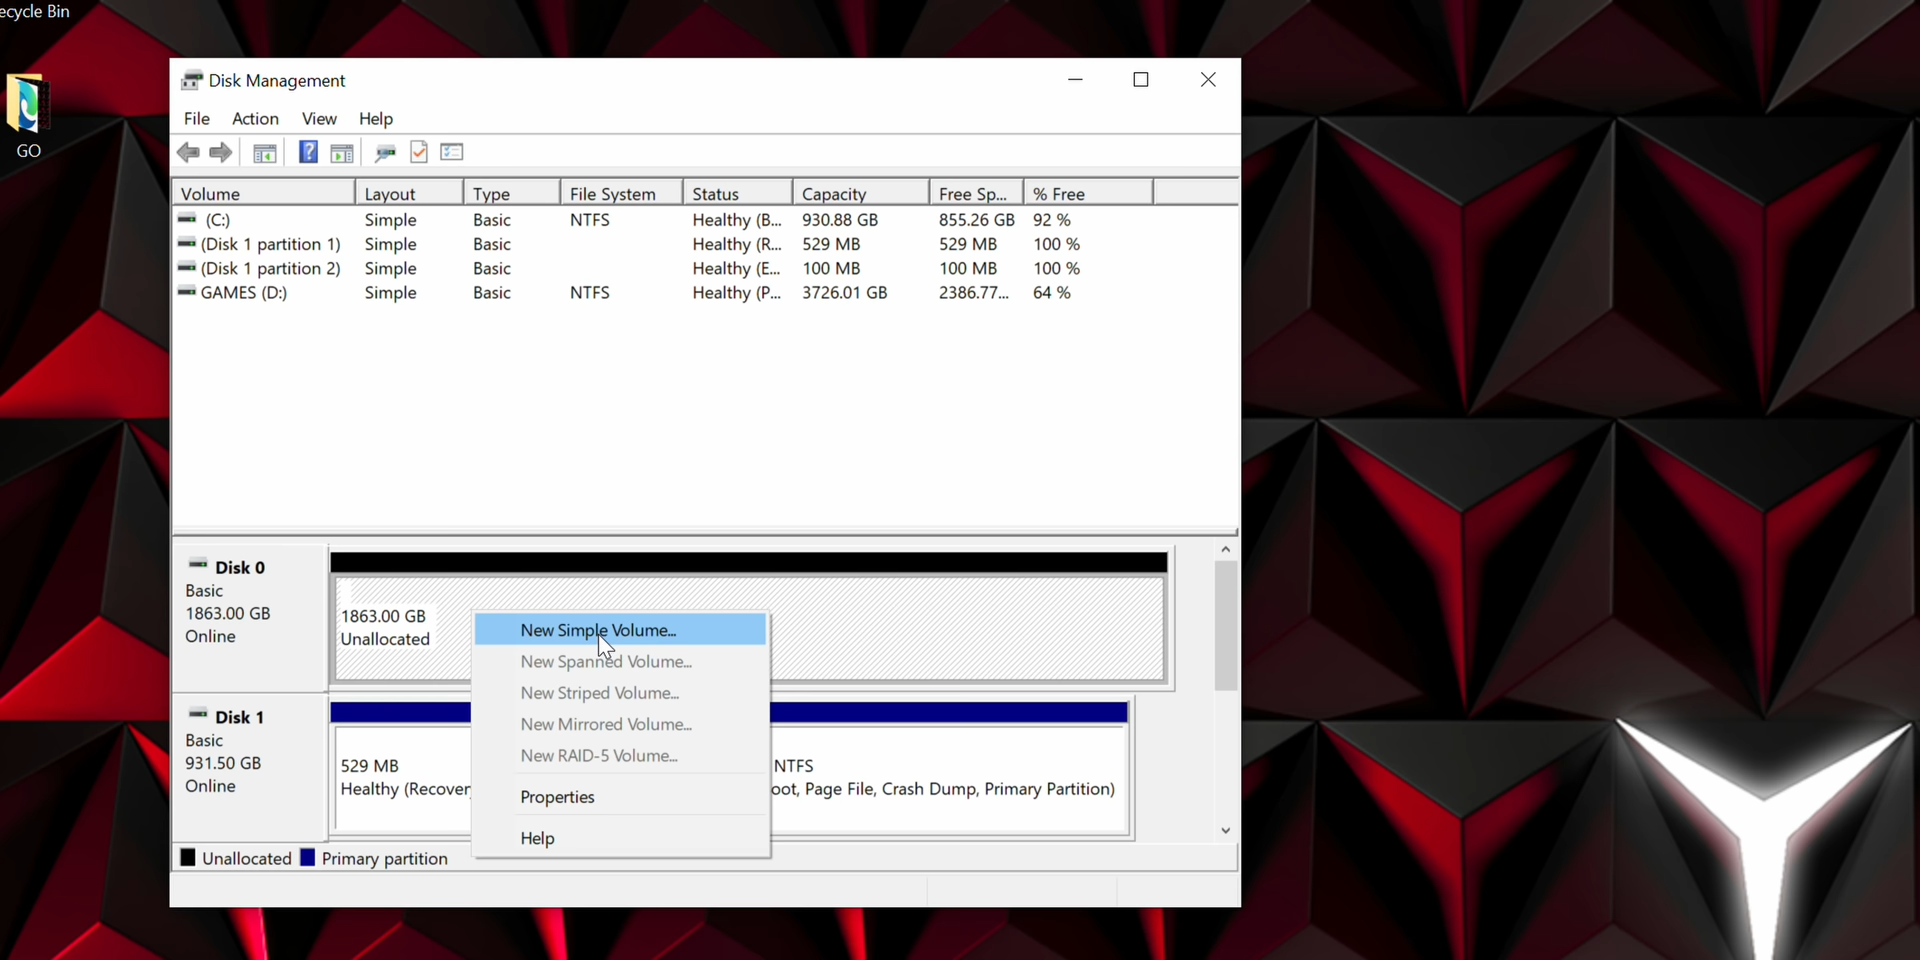 ecycle Bin
GO
Disk Management
File Action View Help
Volume Layout Type File System Status Capacity Free Sp... % Free
(C:) Simple Basic NTFS Healthy (B... 930.88 GB 855.26 GB 92 %
(Disk 1 partition 1) Simple Basic Healthy (R... 529 MB 529 MB 100 %
(Disk 1 partition 2) Simple Basic Healthy (E... 100 MB 100 MB 100 %
GAMES (D:) Simple Basic NTFS Healthy (P... 3726.01 GB 2386.77... 64 %
Disk 0
Basic
1863.00 GB
Online
1863.00 GB
Unallocated
New Simple Volume...
New Spanned Volume...
New Striped Volume...
New Mirrored Volume...
New RAID-5 Volume...
Properties
Help
Disk 1
Basic
931.50 GB
Online
529 MB
Healthy (Recover
NTFS
oot, Page File, Crash Dump, Primary Partition)
Unallocated Primary partition